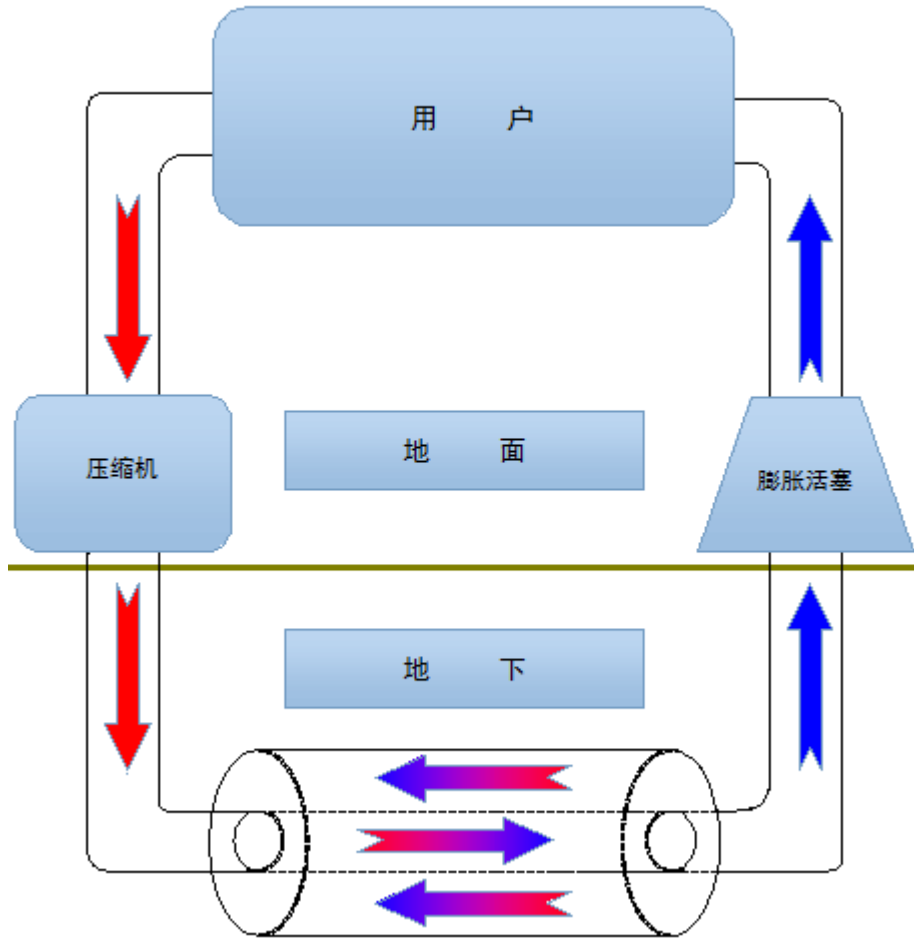 用 户
压缩机
地 面
膨胀活塞
地 下